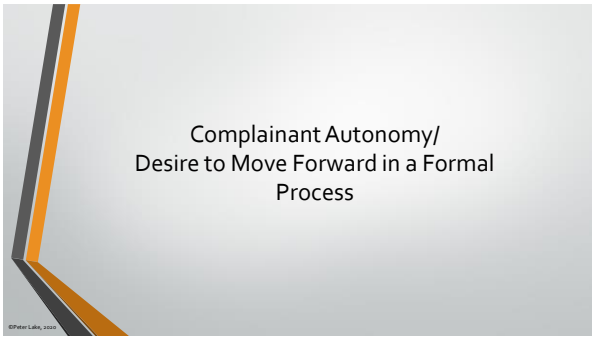 Complainant Autonomy/
Desire to Move Forward in a Formal
Process
©Peter Lake, 2020